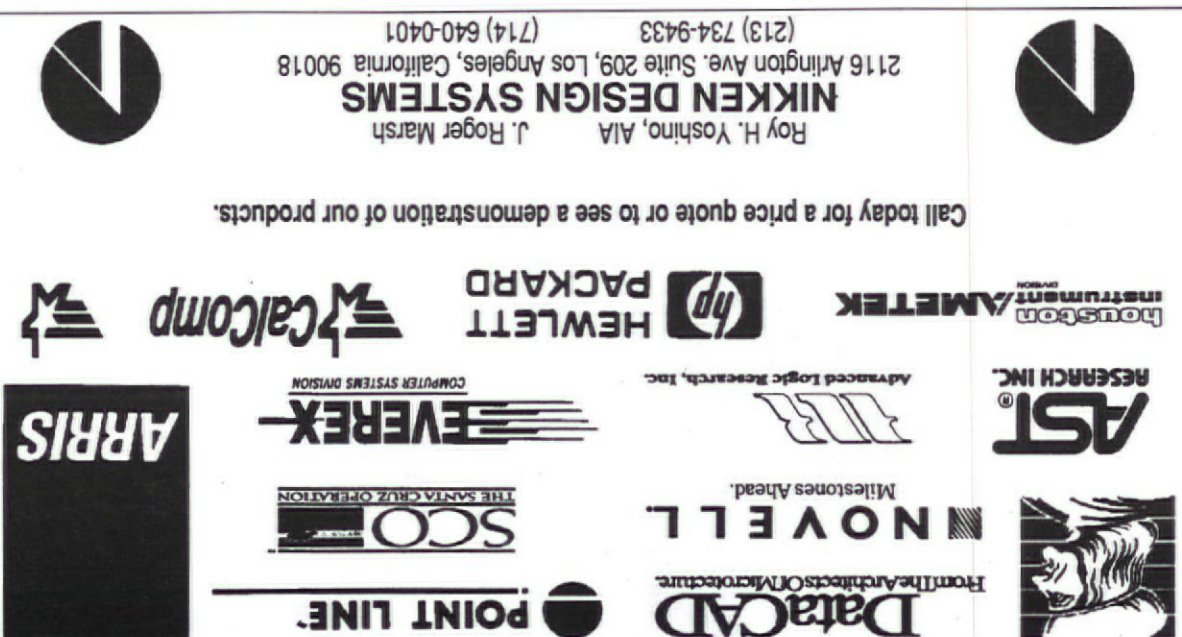 DataCAD
From The Architects Of Microtecture.
POINT LINE
NOVELL.
Milestones Ahead.
SCO
THE SANTA CRUZ OPERATION
AST®
RESEARCH INC.
ALR
Advanced Logic Research, Inc.
EVEREX
COMPUTER SYSTEMS DIVISION
ARRIS
houston
instrument
DIVISION
AMETEK
hp
HEWLETT
PACKARD
CalComp
Call today for a price quote or to see a demonstration of our products.
Roy H. Yoshino, AIA J. Roger Marsh
NIKKEN DESIGN SYSTEMS
2116 Arlington Ave. Suite 209, Los Angeles, California 90018
(213) 734-9433 (714) 640-0401